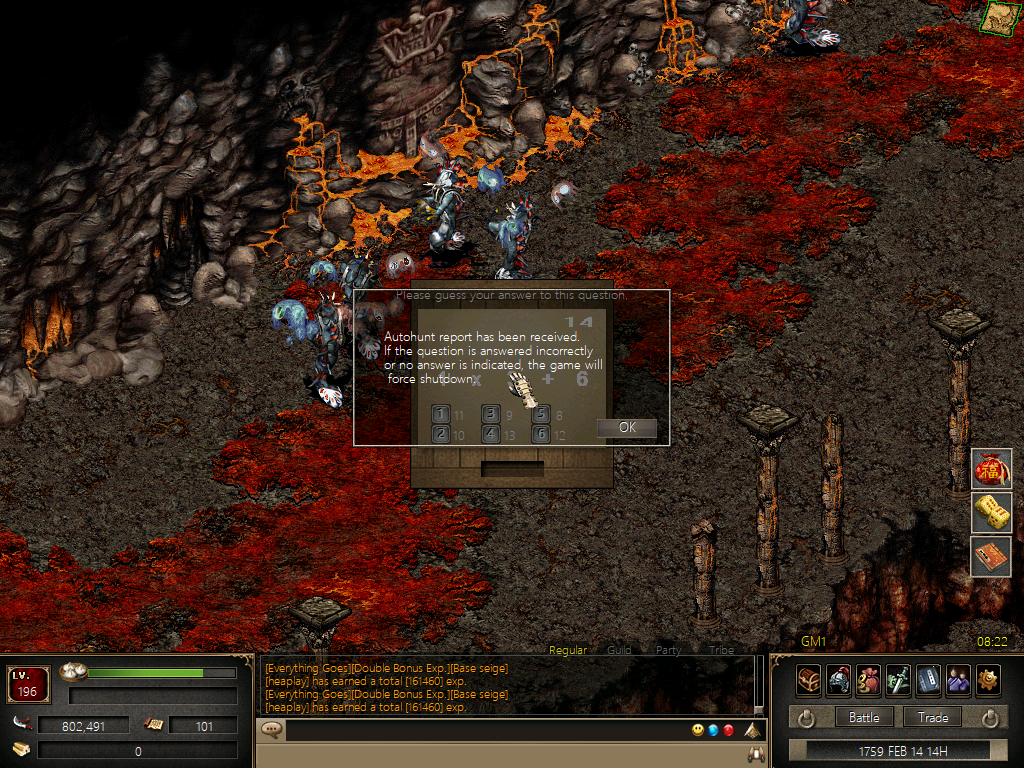 Please guess your answer to this question.
14
Autohunt report has been received.
If the question is answered incorrectly
or no answer is indicated, the game will
force shutdown.
x + 6
1 11 3 9 5 8
2 10 4 13 6 12
OK
GM1 08:22
Regular Guild Party Tribe
[Everything Goes][Double Bonus Exp.][Base seige]
[heaplay] has earned a total [161460] exp.
[Everything Goes][Double Bonus Exp.][Base seige]
[heaplay] has earned a total [161460] exp.
LV.
196
802,491 101
0
Battle Trade
1759 FEB 14 14H
福